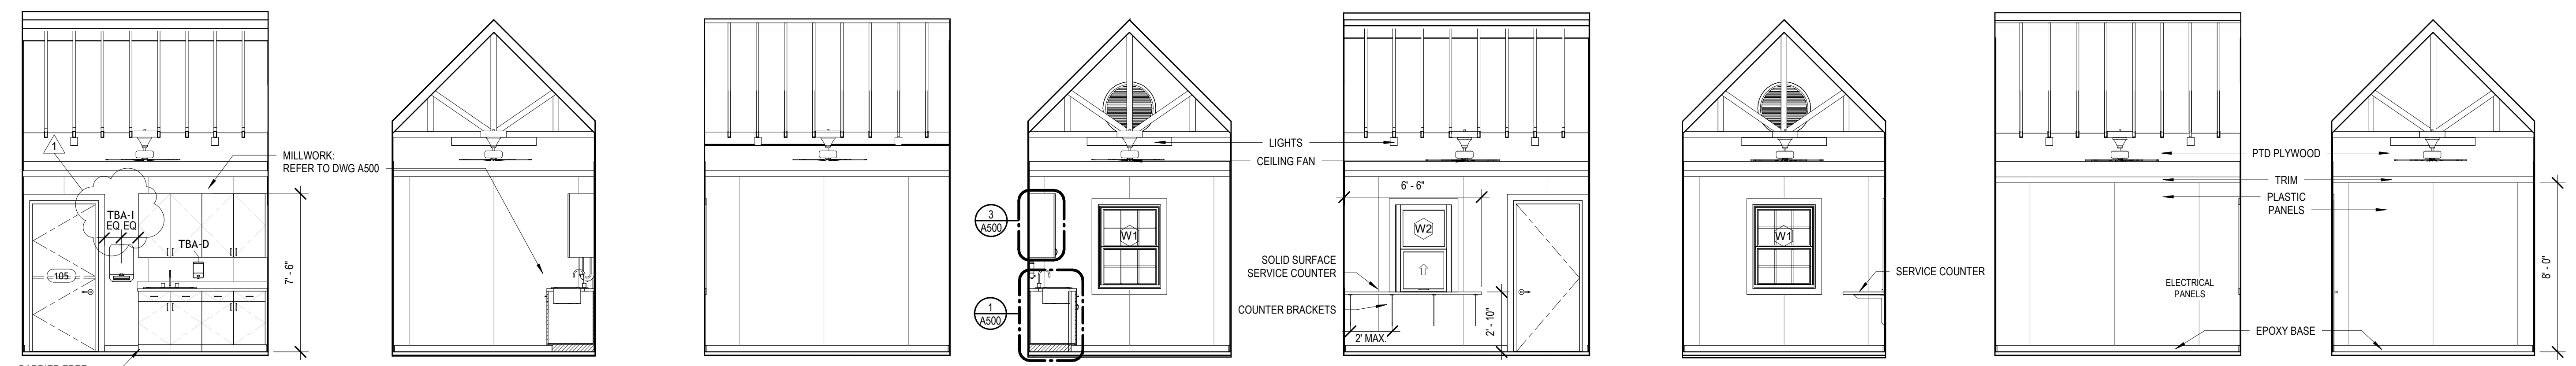 1
MILLWORK:
REFER TO DWG A500
TBA-I
EQ EQ
TBA-D
105
7' - 6"
3
A500
1
A500
W1
LIGHTS
CEILING FAN
6' - 6"
W2
SOLID SURFACE
SERVICE COUNTER
COUNTER BRACKETS
2' MAX.
2' - 10"
W1
SERVICE COUNTER
PTD PLYWOOD
TRIM
PLASTIC
PANELS
ELECTRICAL
PANELS
EPOXY BASE
8' - 0"